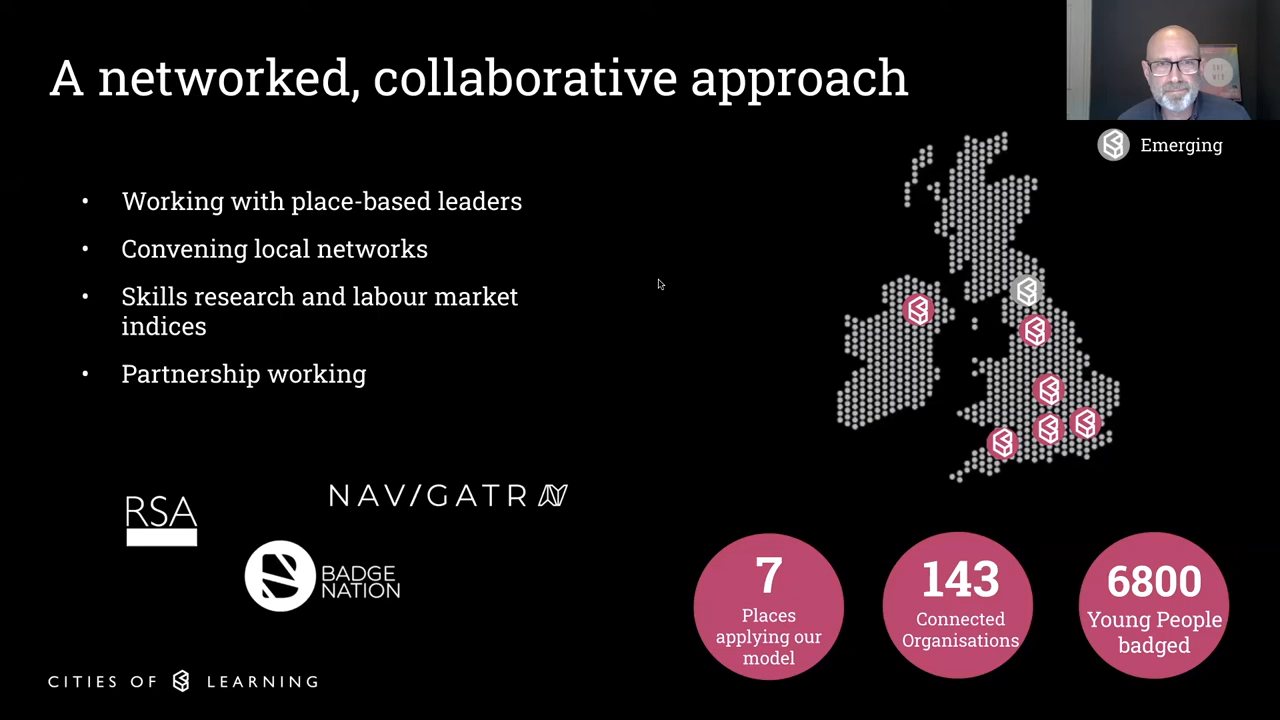 A networked, collaborative approach
Emerging
• Working with place-based leaders
• Convening local networks
• Skills research and labour market
indices
• Partnership working
RSA
NAV/GATR
BADGE
NATION
7
Places
applying our
model
143
Connected
Organisations
6800
Young People
badged
CITIES OF LEARNING